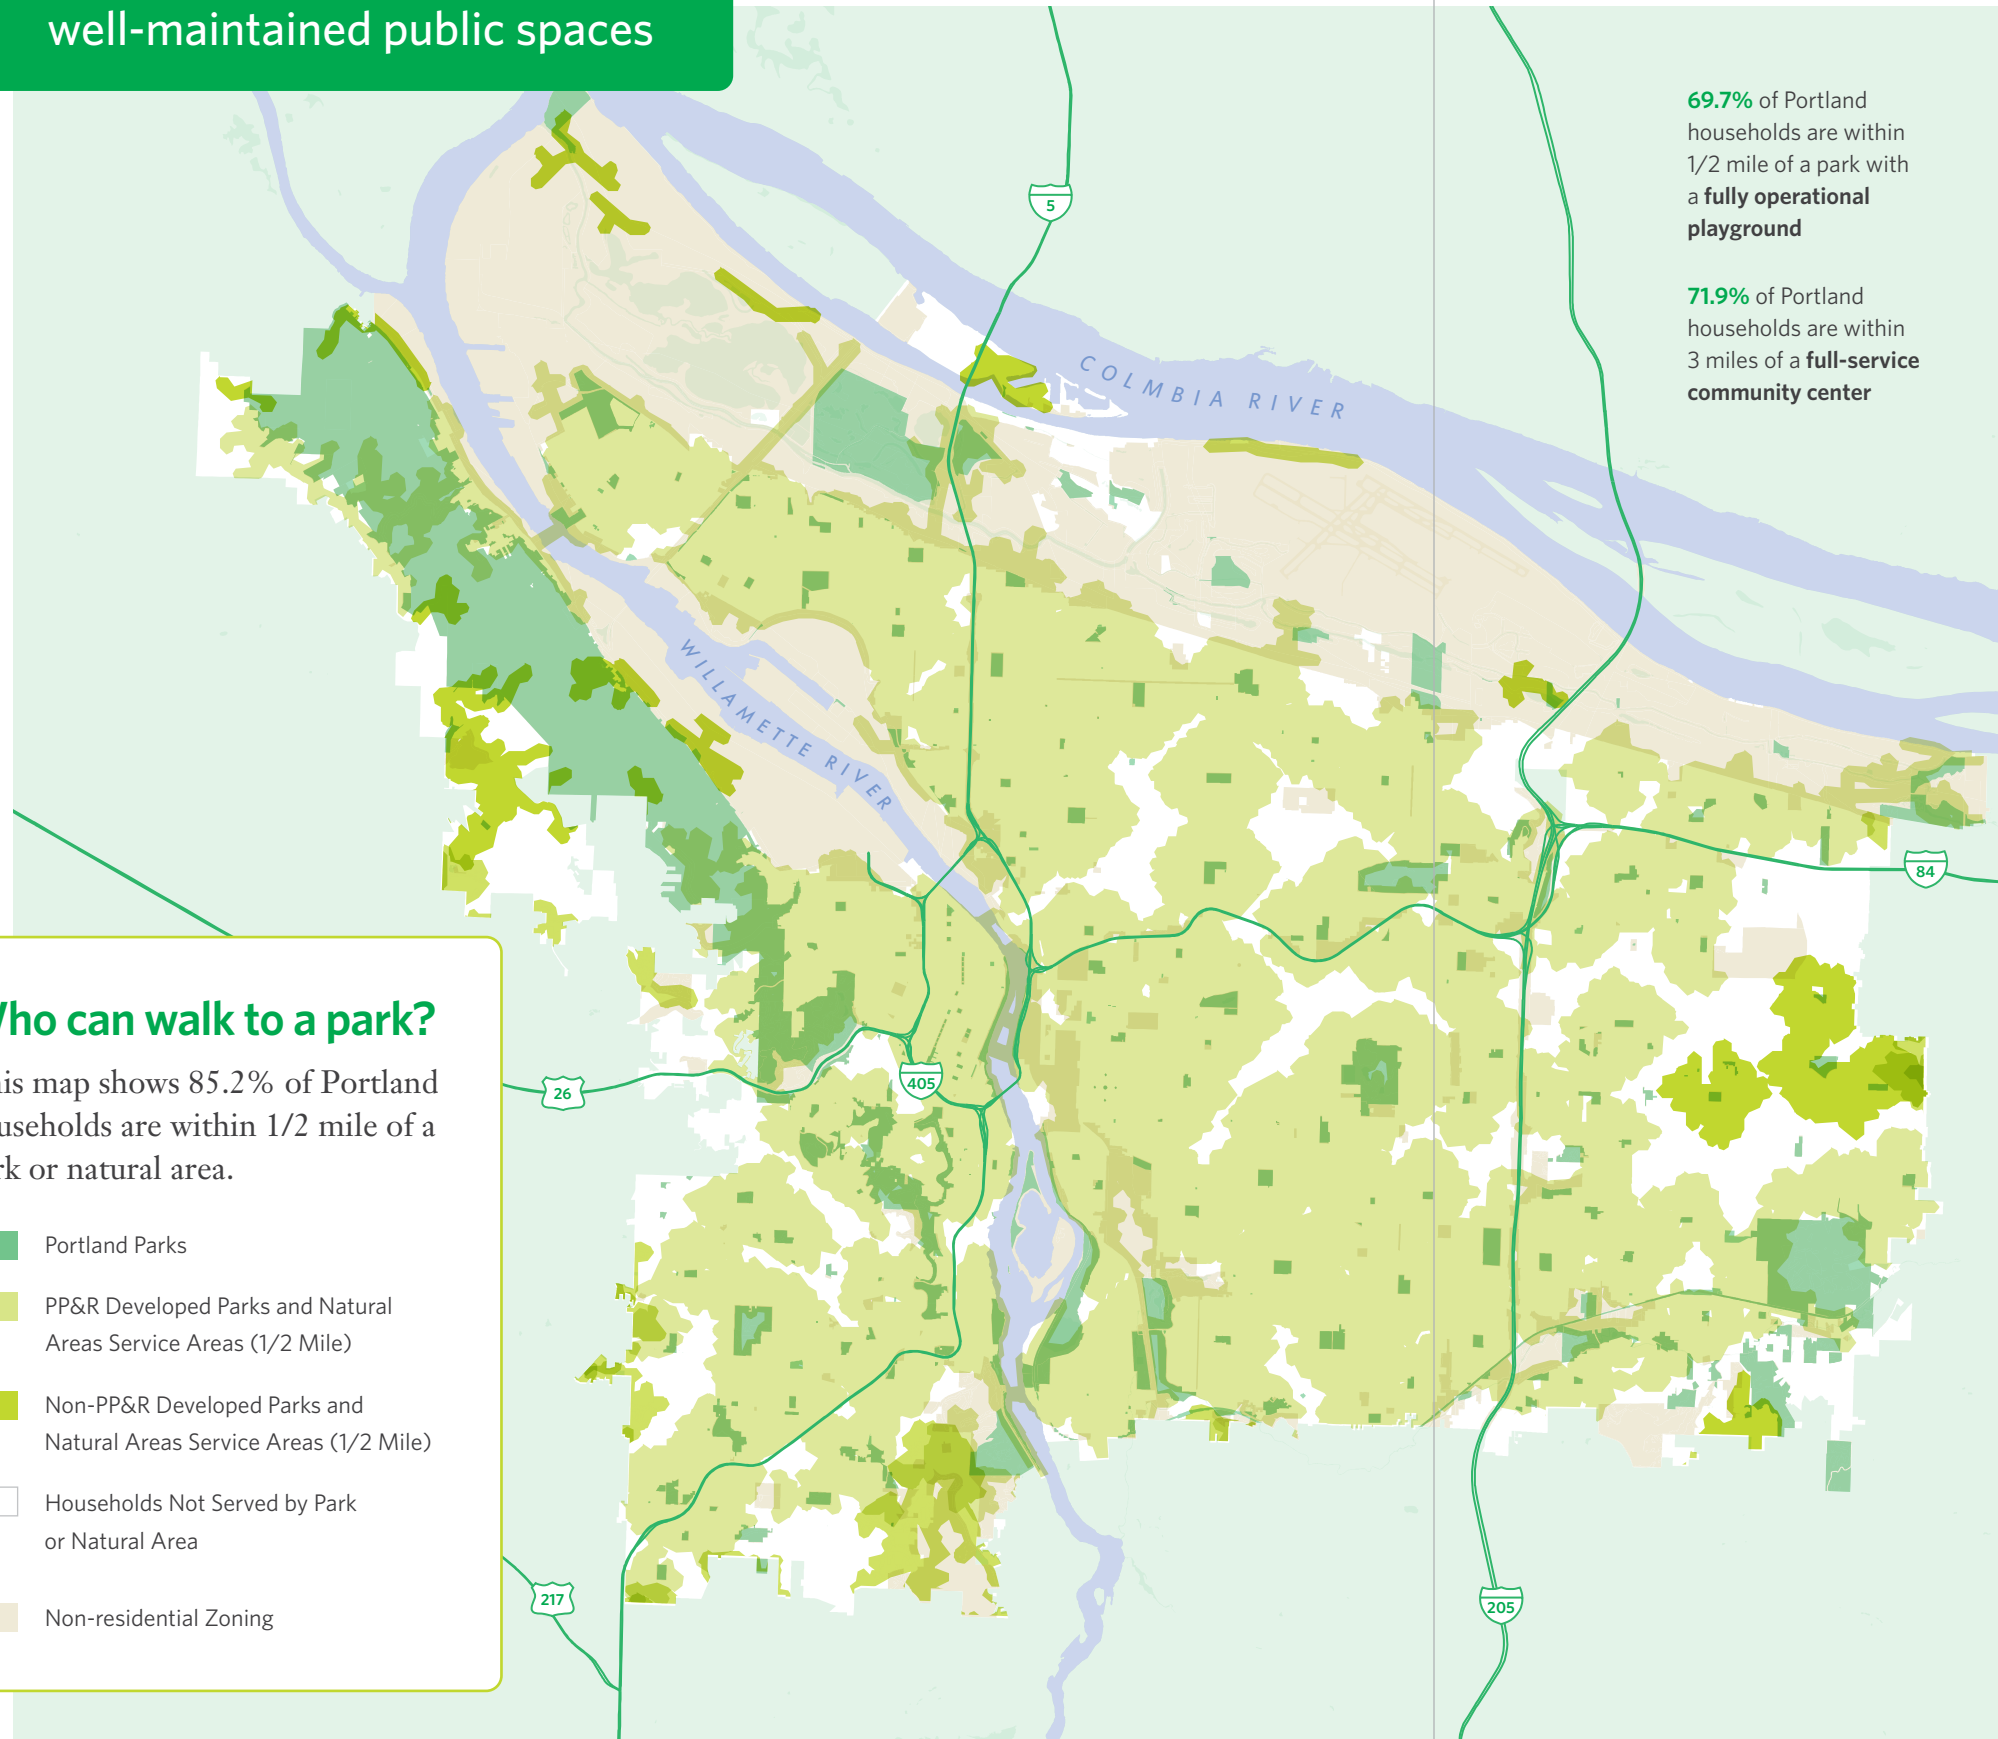 well-maintained public spaces
69.7% of Portland
households are within
1/2 mile of a park with
a fully operational
playground
71.9% of Portland
households are within
3 miles of a full-service
community center
5
COLMBIA RIVER
WILLAMETTE RIVER
84
26
405
217
205
ho can walk to a park?
is map shows 85.2% of Portland
useholds are within 1/2 mile of a
rk or natural area.
Portland Parks
PP&R Developed Parks and Natural
Areas Service Areas (1/2 Mile)
Non-PP&R Developed Parks and
Natural Areas Service Areas (1/2 Mile)
Households Not Served by Park
or Natural Area
Non-residential Zoning